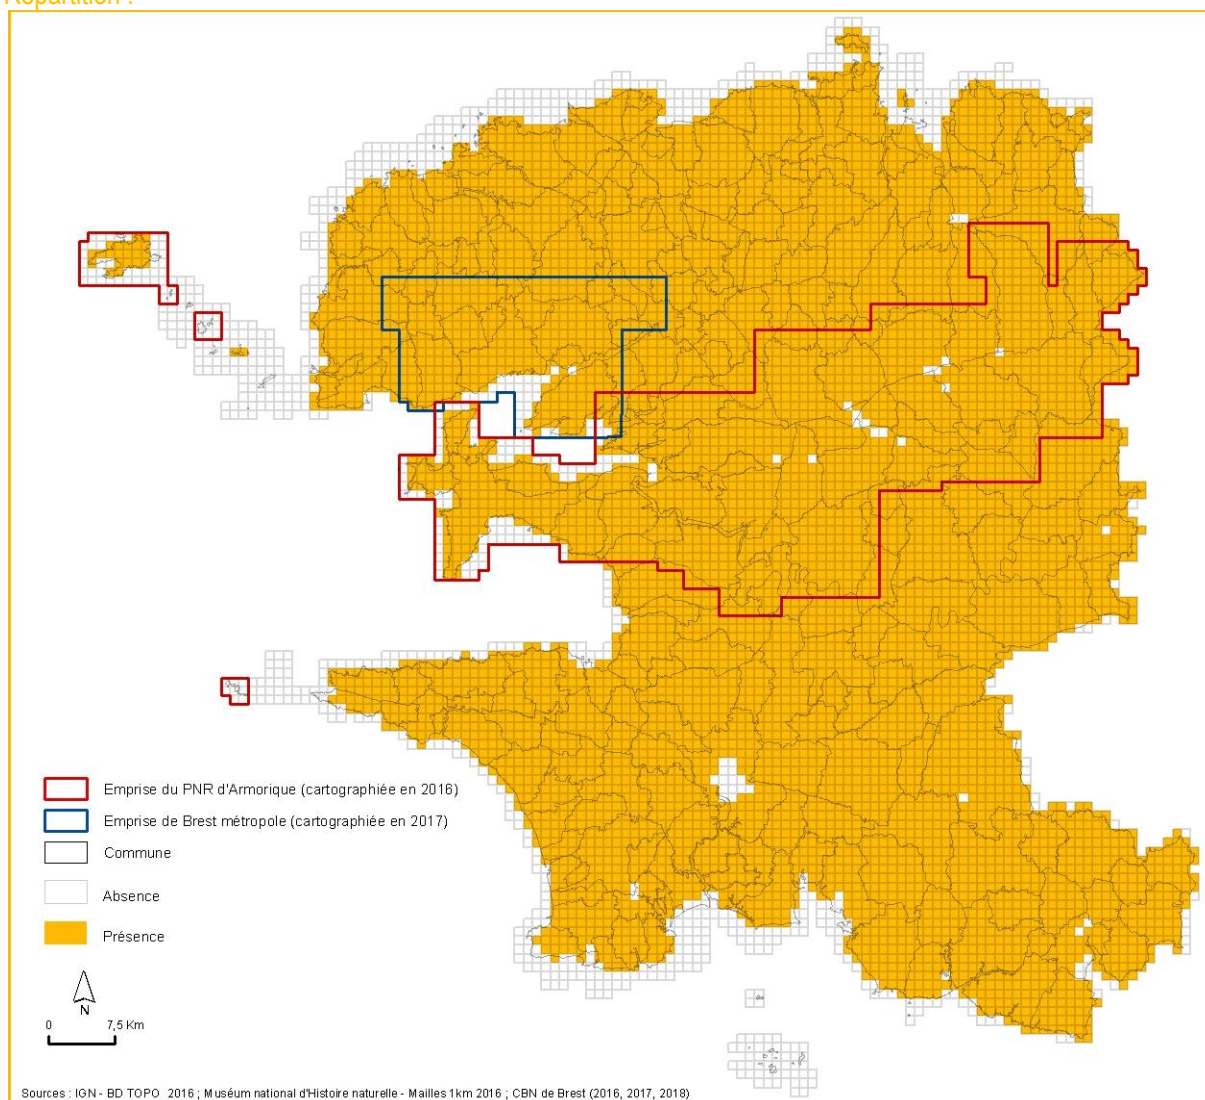 Répartition :
Emprise du PNR d'Armorique (cartographiée en 2016)
Emprise de Brest métropole (cartographiée en 2017)
Commune
Absence
Présence
N
0 7,5 Km
Sources : IGN - BD TOPO 2016 ; Muséum national d'Histoire naturelle - Mailles 1km 2016 ; CBN de Brest (2016, 2017, 2018)